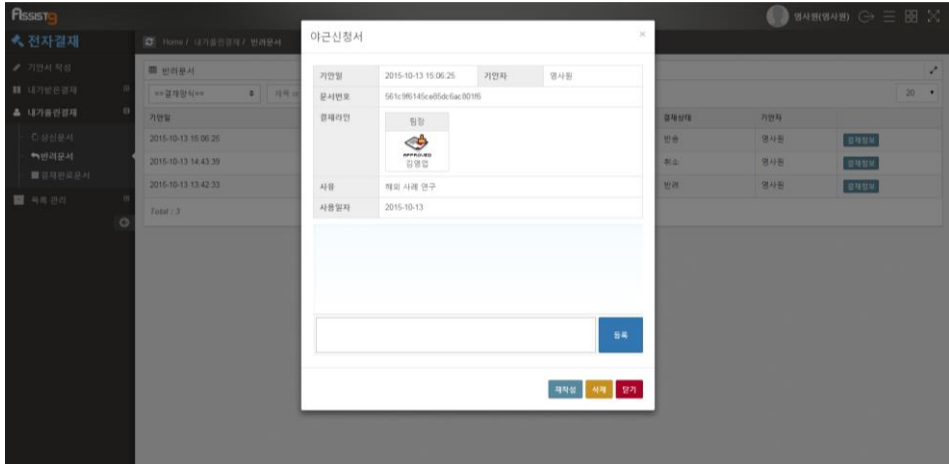 Assistg
영사원(영사원)
전자결재
Home / 내가올린결재 / 반려문서
기안서 작성
내가받은결재
내가올린결재
상신문서
반려문서
결재완료문서
목록 관리
반려문서
==결재양식==
제목
20
기안일
결재상태
기안자
2015-10-13 15:06:25
반송
영사원
결재정보
2015-10-13 14:43:39
취소
영사원
결재정보
2015-10-13 13:42:33
반려
영사원
결재정보
Total : 3
야근신청서
×
기안일
2015-10-13 15:06:25
기안자
영사원
문서번호
561c9f6145ce85dc6ac801f6
결재라인
팀장
APPROVED
김영업
사유
해외 사례 연구
사용일자
2015-10-13
등록
재작성
삭제
닫기